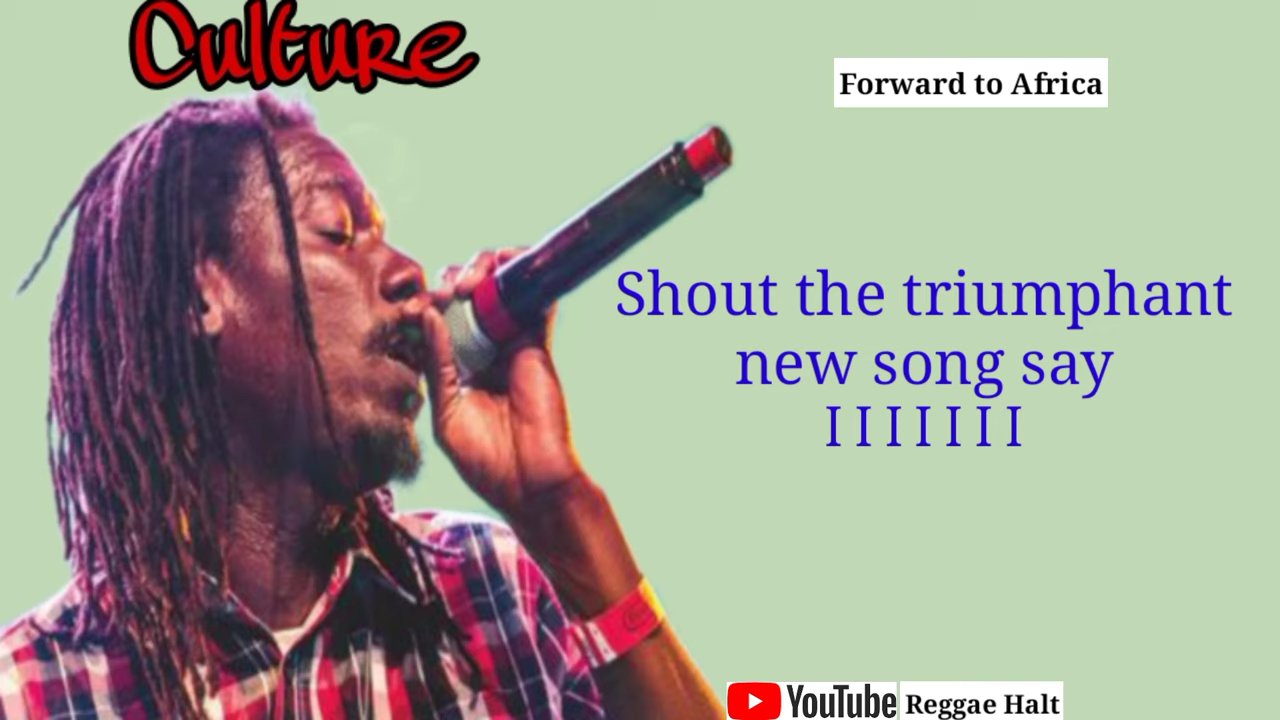 Culture
Forward to Africa
Shout the triumphant
new song say
I I I I I I I
YouTube Reggae Halt